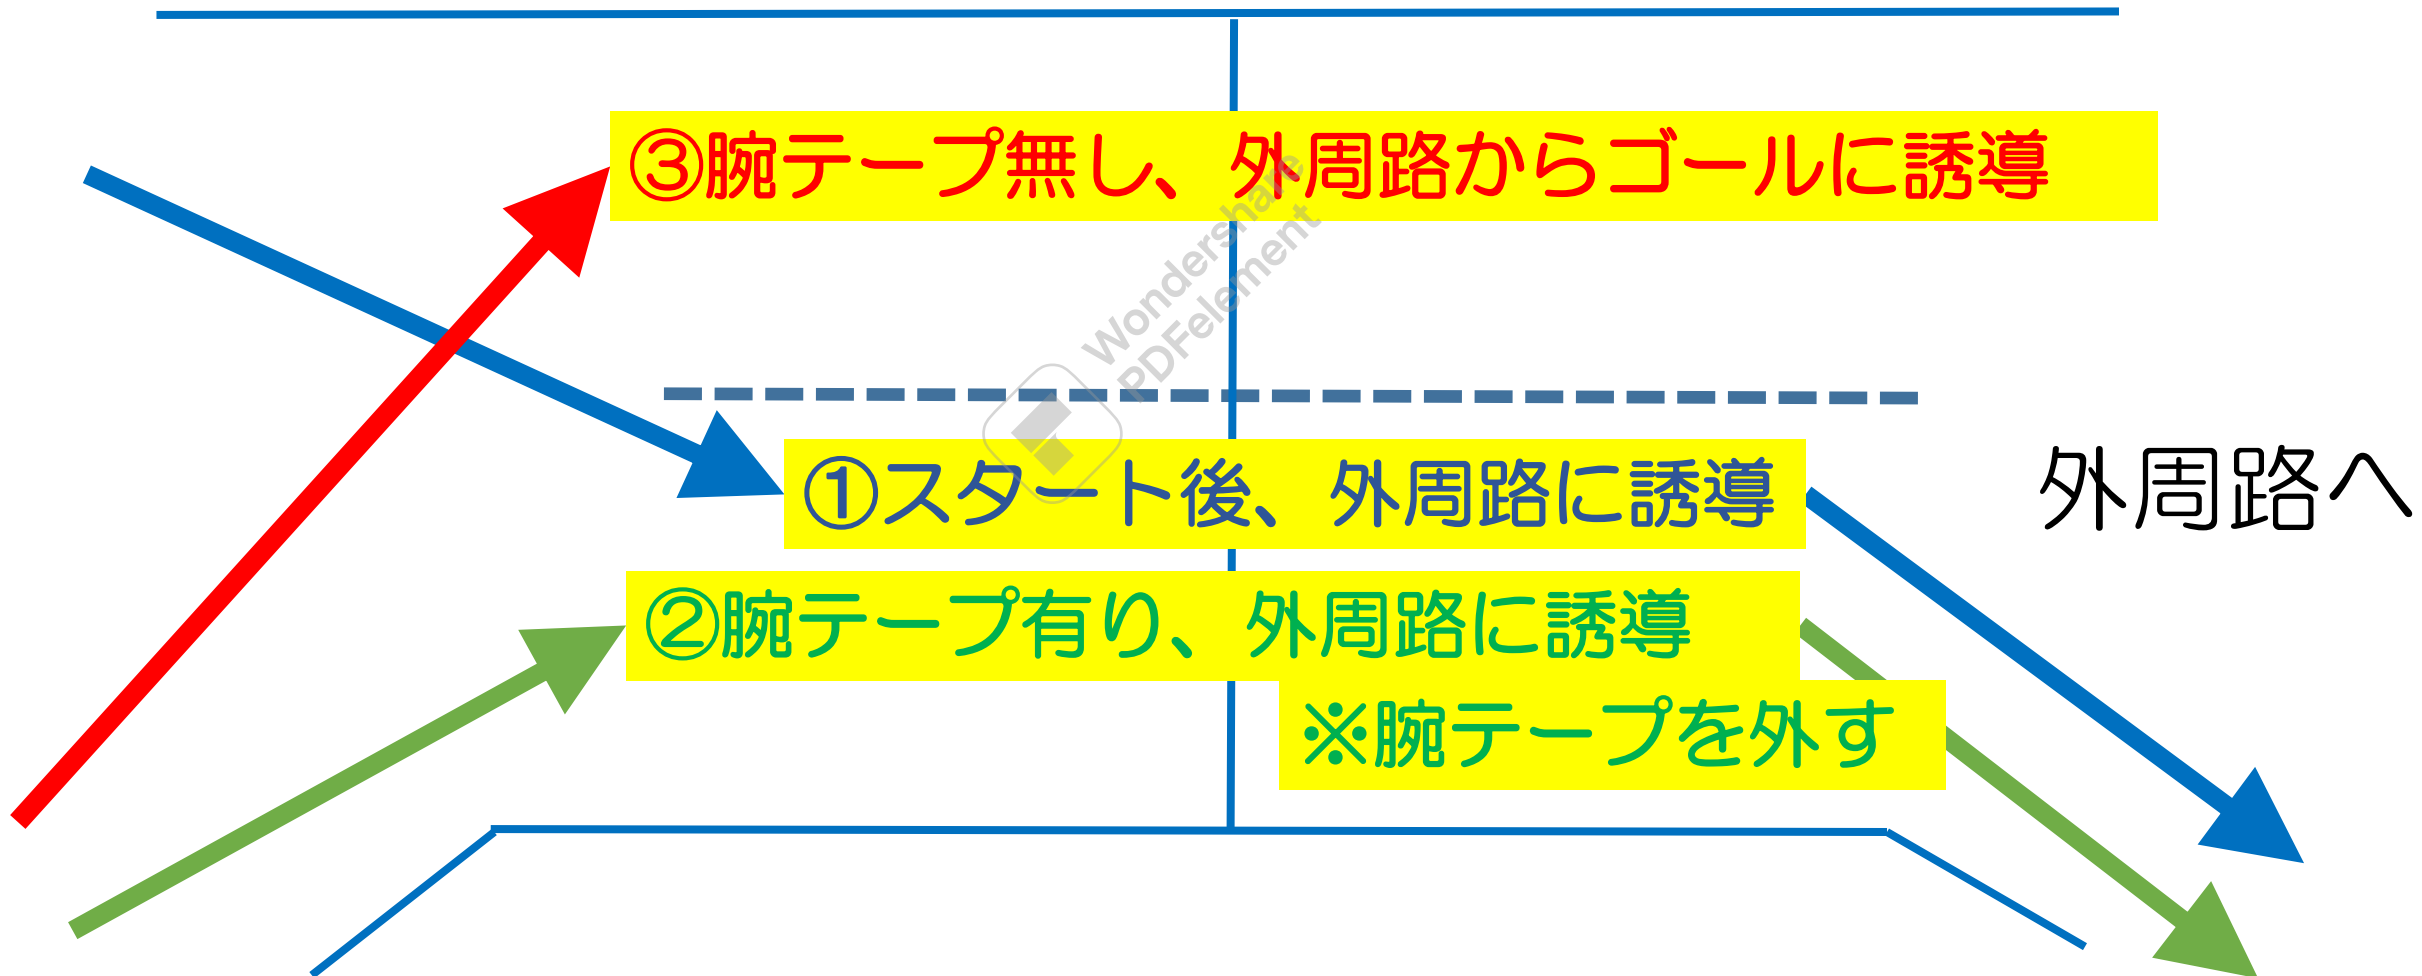 ③腕テープ無し、外周路からゴールに誘導
Wondershare
PDFelement
①スタート後、外周路に誘導
外周路へ
②腕テープ有り、外周路に誘導
※腕テープを外す